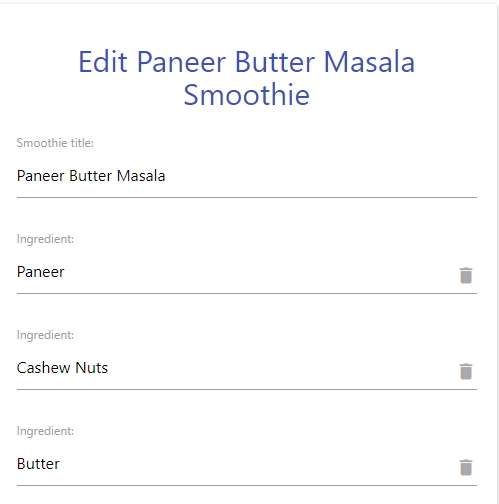 Edit Paneer Butter Masala
Smoothie
Smoothie title:
Paneer Butter Masala
Ingredient:
Paneer
Ingredient:
Cashew Nuts
Ingredient:
Butter